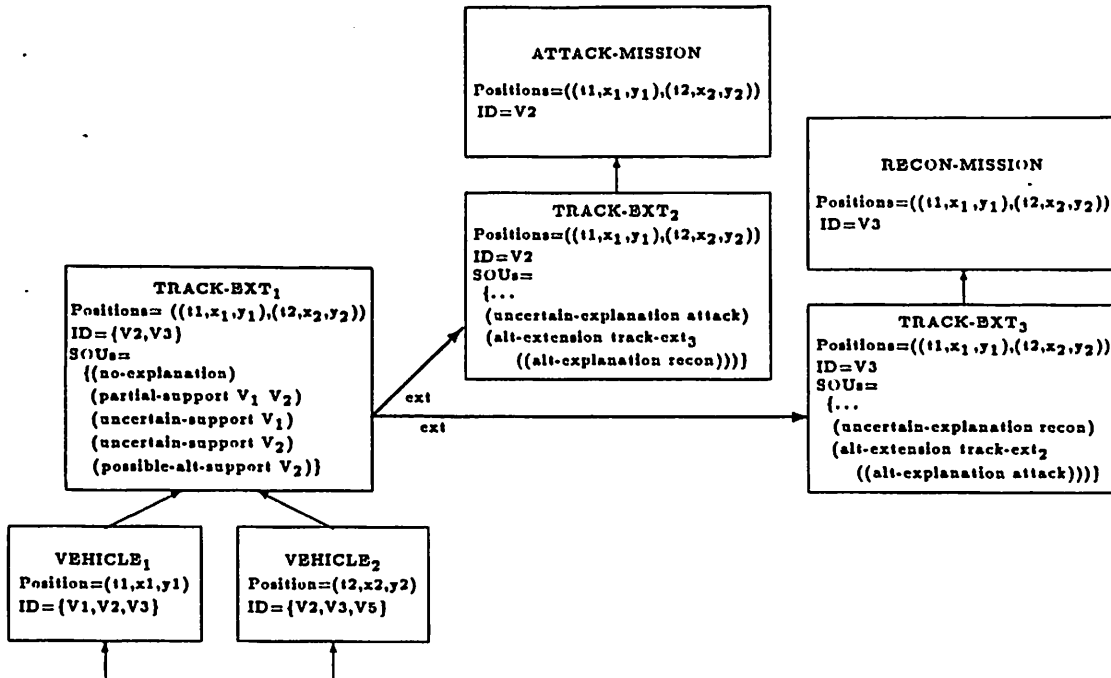 ATTACK-MISSION
Positions=((t1,x₁,y₁),(t2,x₂,y₂))
ID=V2
RECON-MISSION
Positions=((t1,x₁,y₁),(t2,x₂,y₂))
ID=V3
TRACK-EXT₂
Positions=((t1,x₁,y₁),(t2,x₂,y₂))
ID=V2
SOUs=
{...
(uncertain-explanation attack)
(alt-extension track-ext₃
((alt-explanation recon)))}
TRACK-EXT₁
Positions= ((t1,x₁,y₁),(t2,x₂,y₂))
ID={V2,V3}
SOUs=
{(no-explanation)
(partial-support V₁ V₂)
(uncertain-support V₁)
(uncertain-support V₂)
(possible-alt-support V₂)}
ext
ext
TRACK-EXT₃
Positions=((t1,x₁,y₁),(t2,x₂,y₂))
ID=V3
SOUs=
{...
(uncertain-explanation recon)
(alt-extension track-ext₂
((alt-explanation attack)))}
VEHICLE₁
Position=(t1,x1,y1)
ID={V1,V2,V3}
VEHICLE₂
Position=(t2,x2,y2)
ID={V2,V3,V5}